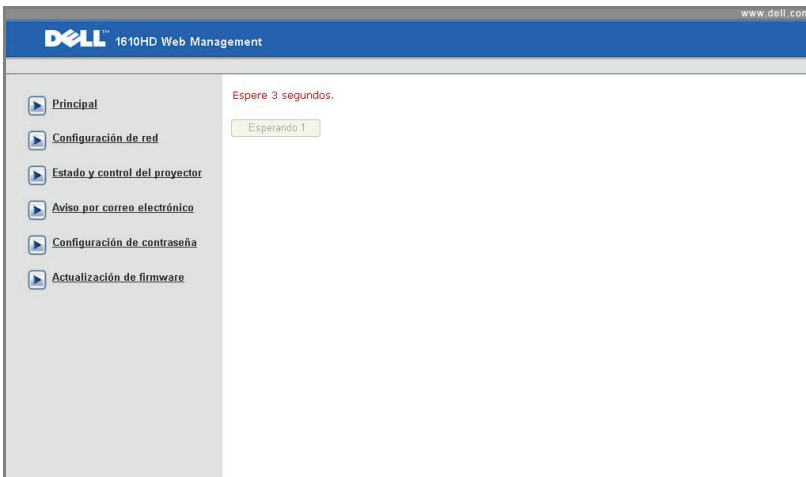 www.dell.com
DELL™ 1610HD Web Management
Principal
Configuración de red
Estado y control del proyector
Aviso por correo electrónico
Configuración de contraseña
Actualización de firmware
Espere 3 segundos.
Esperando 1